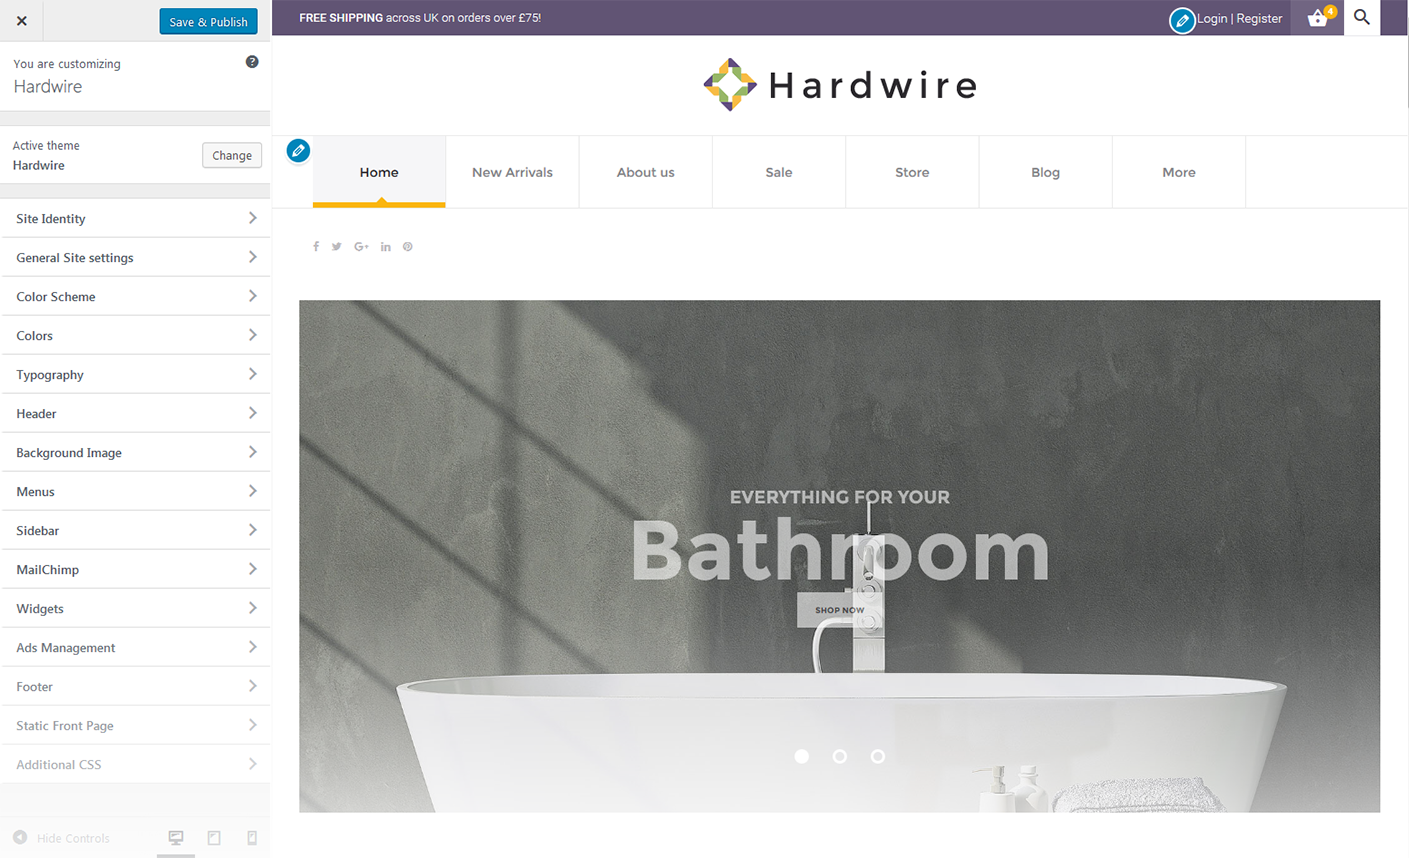 Save & Publish
You are customizing
Hardwire
Active theme
Hardwire
Change
Site Identity
General Site settings
Color Scheme
Colors
Typography
Header
Background Image
Menus
Sidebar
MailChimp
Widgets
Ads Management
Footer
Static Front Page
Additional CSS
Hide Controls
FREE SHIPPING across UK on orders over £75!
Login | Register
4
Hardwire
Home New Arrivals About us Sale Store Blog More
EVERYTHING FOR YOUR
Bathroom
SHOP NOW